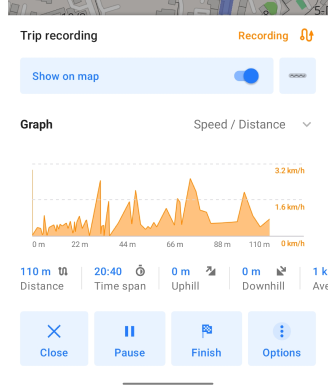 Trip recording
Recording
Show on map
Graph
Speed / Distance
3.2 km/h
1.6 km/h
0 km/h
0 m 22 m 44 m 66 m 88 m 110 m
110 m
Distance
20:40
Time span
0 m
Uphill
0 m
Downhill
1 k
Ave
Close
Pause
Finish
Options